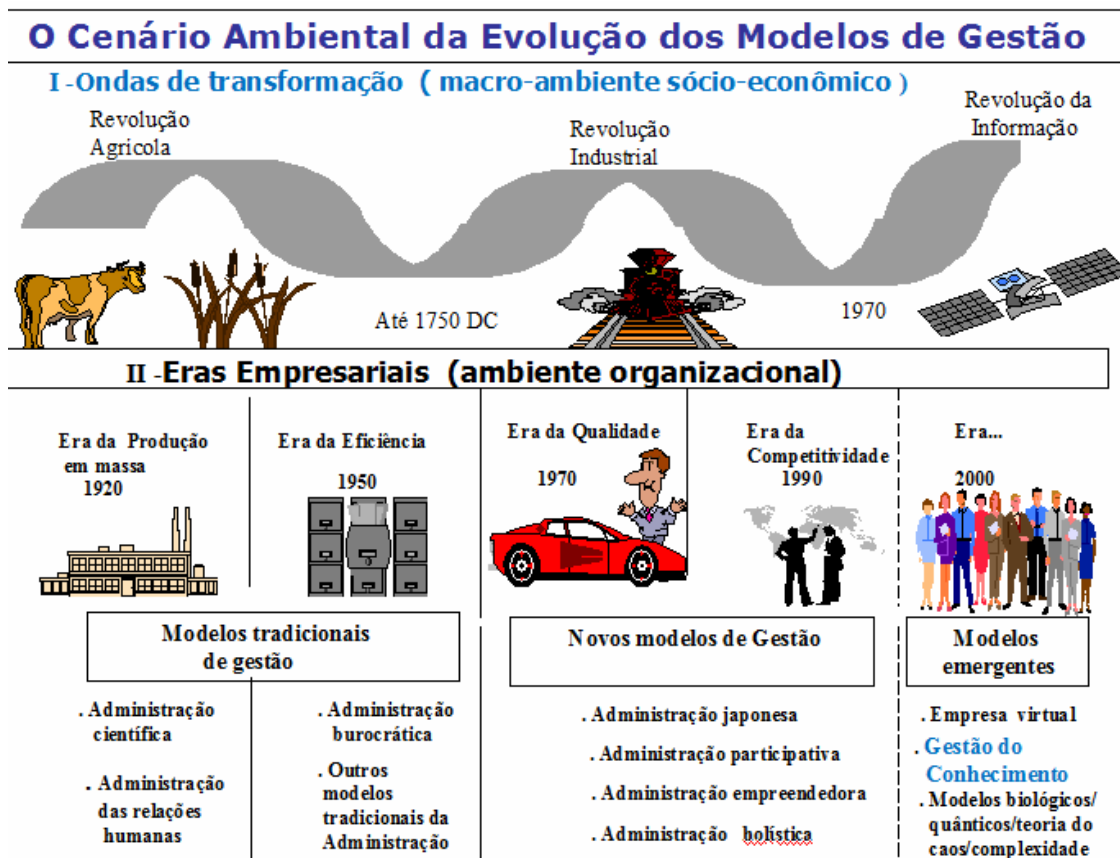 O Cenário Ambiental da Evolução dos Modelos de Gestão
I -Ondas de transformação ( macro-ambiente sócio-econômico )
Revolução
Agricola
Revolução
Industrial
Revolução da
Informação
Até 1750 DC
1970
II -Eras Empresariais (ambiente organizacional)
Era da Produção
em massa
1920
Era da Eficiência
1950
Era da Qualidade
1970
Era da
Competitividade
1990
Era...
2000
Modelos tradicionais
de gestão
Novos modelos de Gestão
Modelos
emergentes
. Administração
científica
. Administração
das relações
humanas
. Administração
burocrática
. Outros
modelos
tradicionais da
Administração
. Administração japonesa
. Administração participativa
. Administração empreendedora
. Administração holística
. Empresa virtual
. Gestão do
Conhecimento
. Modelos biológicos/
quânticos/teoria do
caos/complexidade